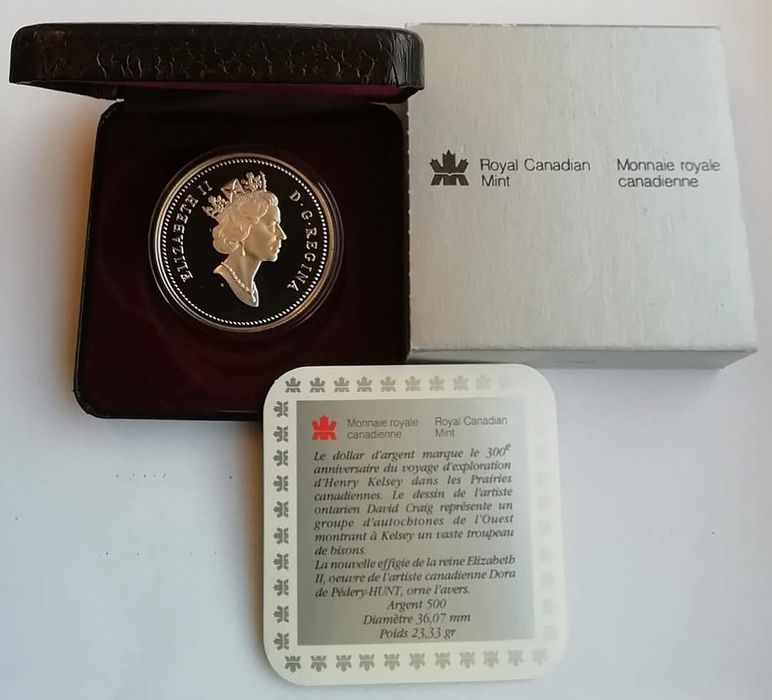 ELIZABETH II D·G·REGINA
Royal Canadian Monnaie royale
Mint canadienne
Monnaie royale Royal Canadian
canadienne Mint
Le dollar d'argent marque le 300e
anniversaire du voyage d'exploration
d'Henry Kelsey dans les Prairies
canadiennes. Le dessin de l'artiste
ontarien David Craig représente un
groupe d'autochtones de l'Ouest
montrant à Kelsey un vaste troupeau
de bisons.
La nouvelle effigie de la reine Elizabeth
II, oeuvre de l'artiste canadienne Dora
de Pédery-HUNT, orne l'avers.
Argent 500
Diamètre 36,07 mm
Poids 23,33 gr